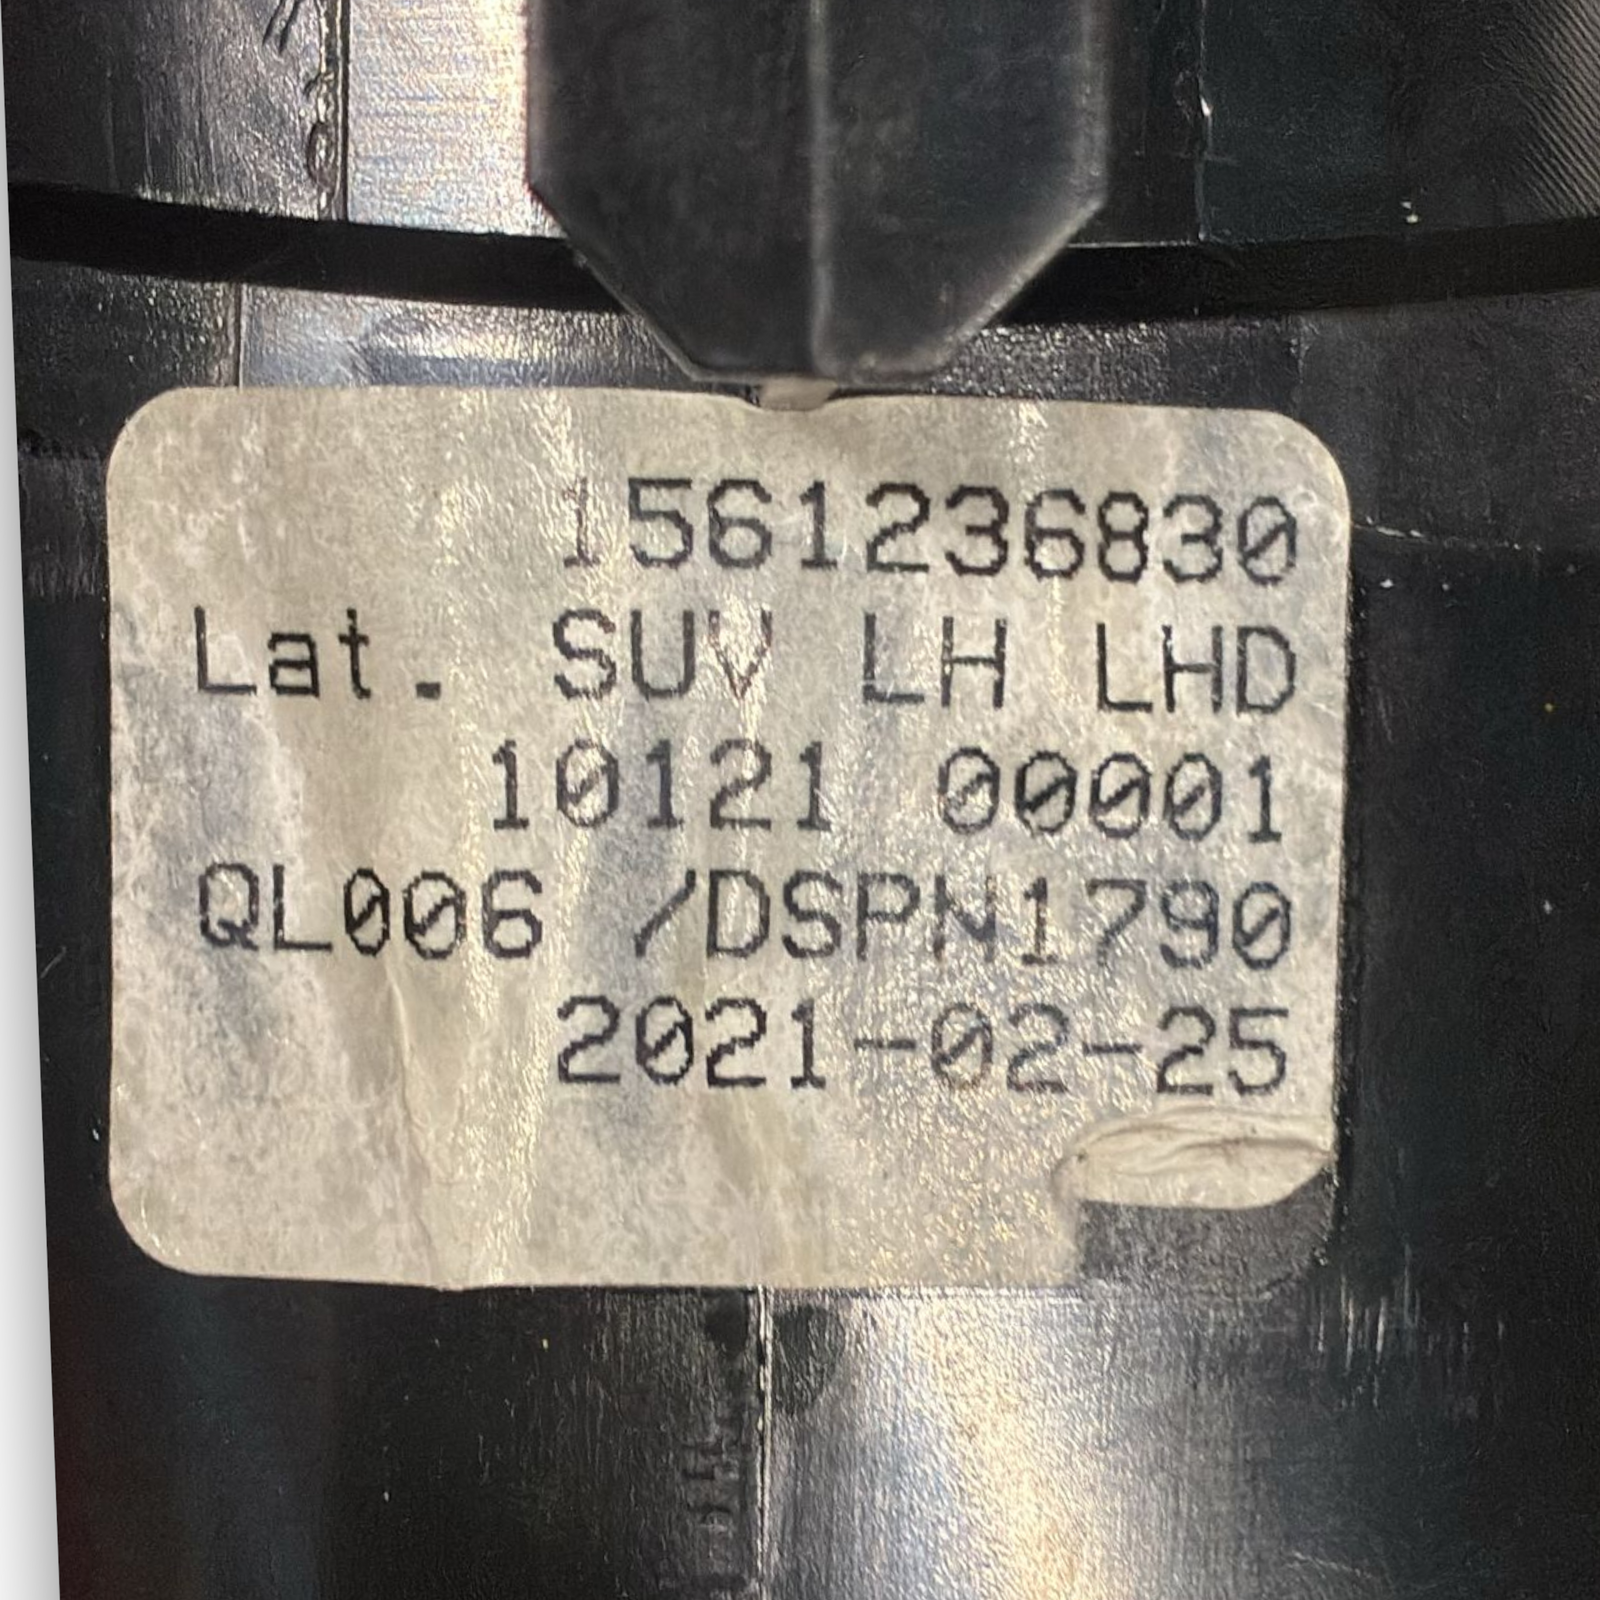 1561236830
Lat. SUV LH LHD
10121 00001
QL006 /DSPN1790
2021-02-25